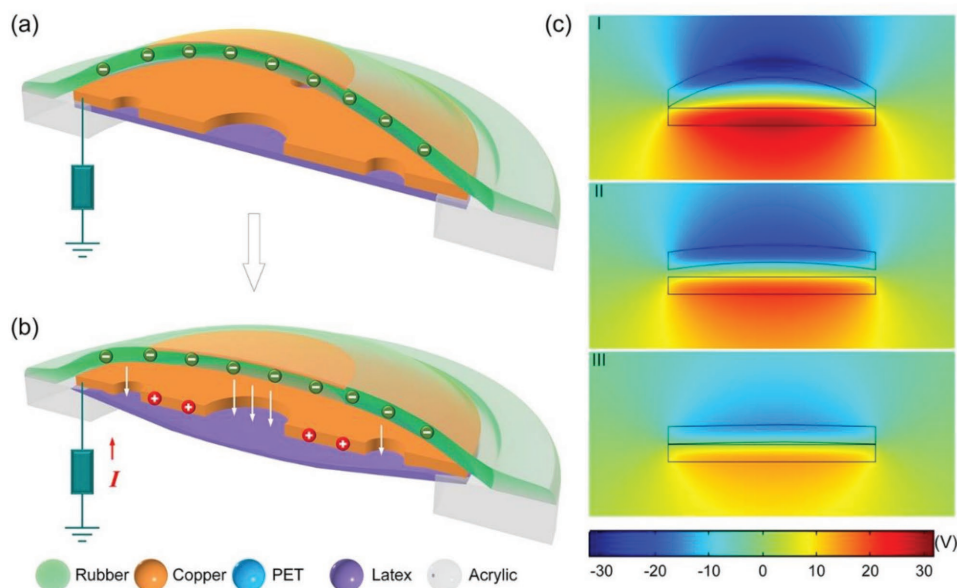 (a)
(b)
I
(c)
I
II
III
-30 -20 -10 0 10 20 30 (V)
Rubber Copper PET Latex Acrylic